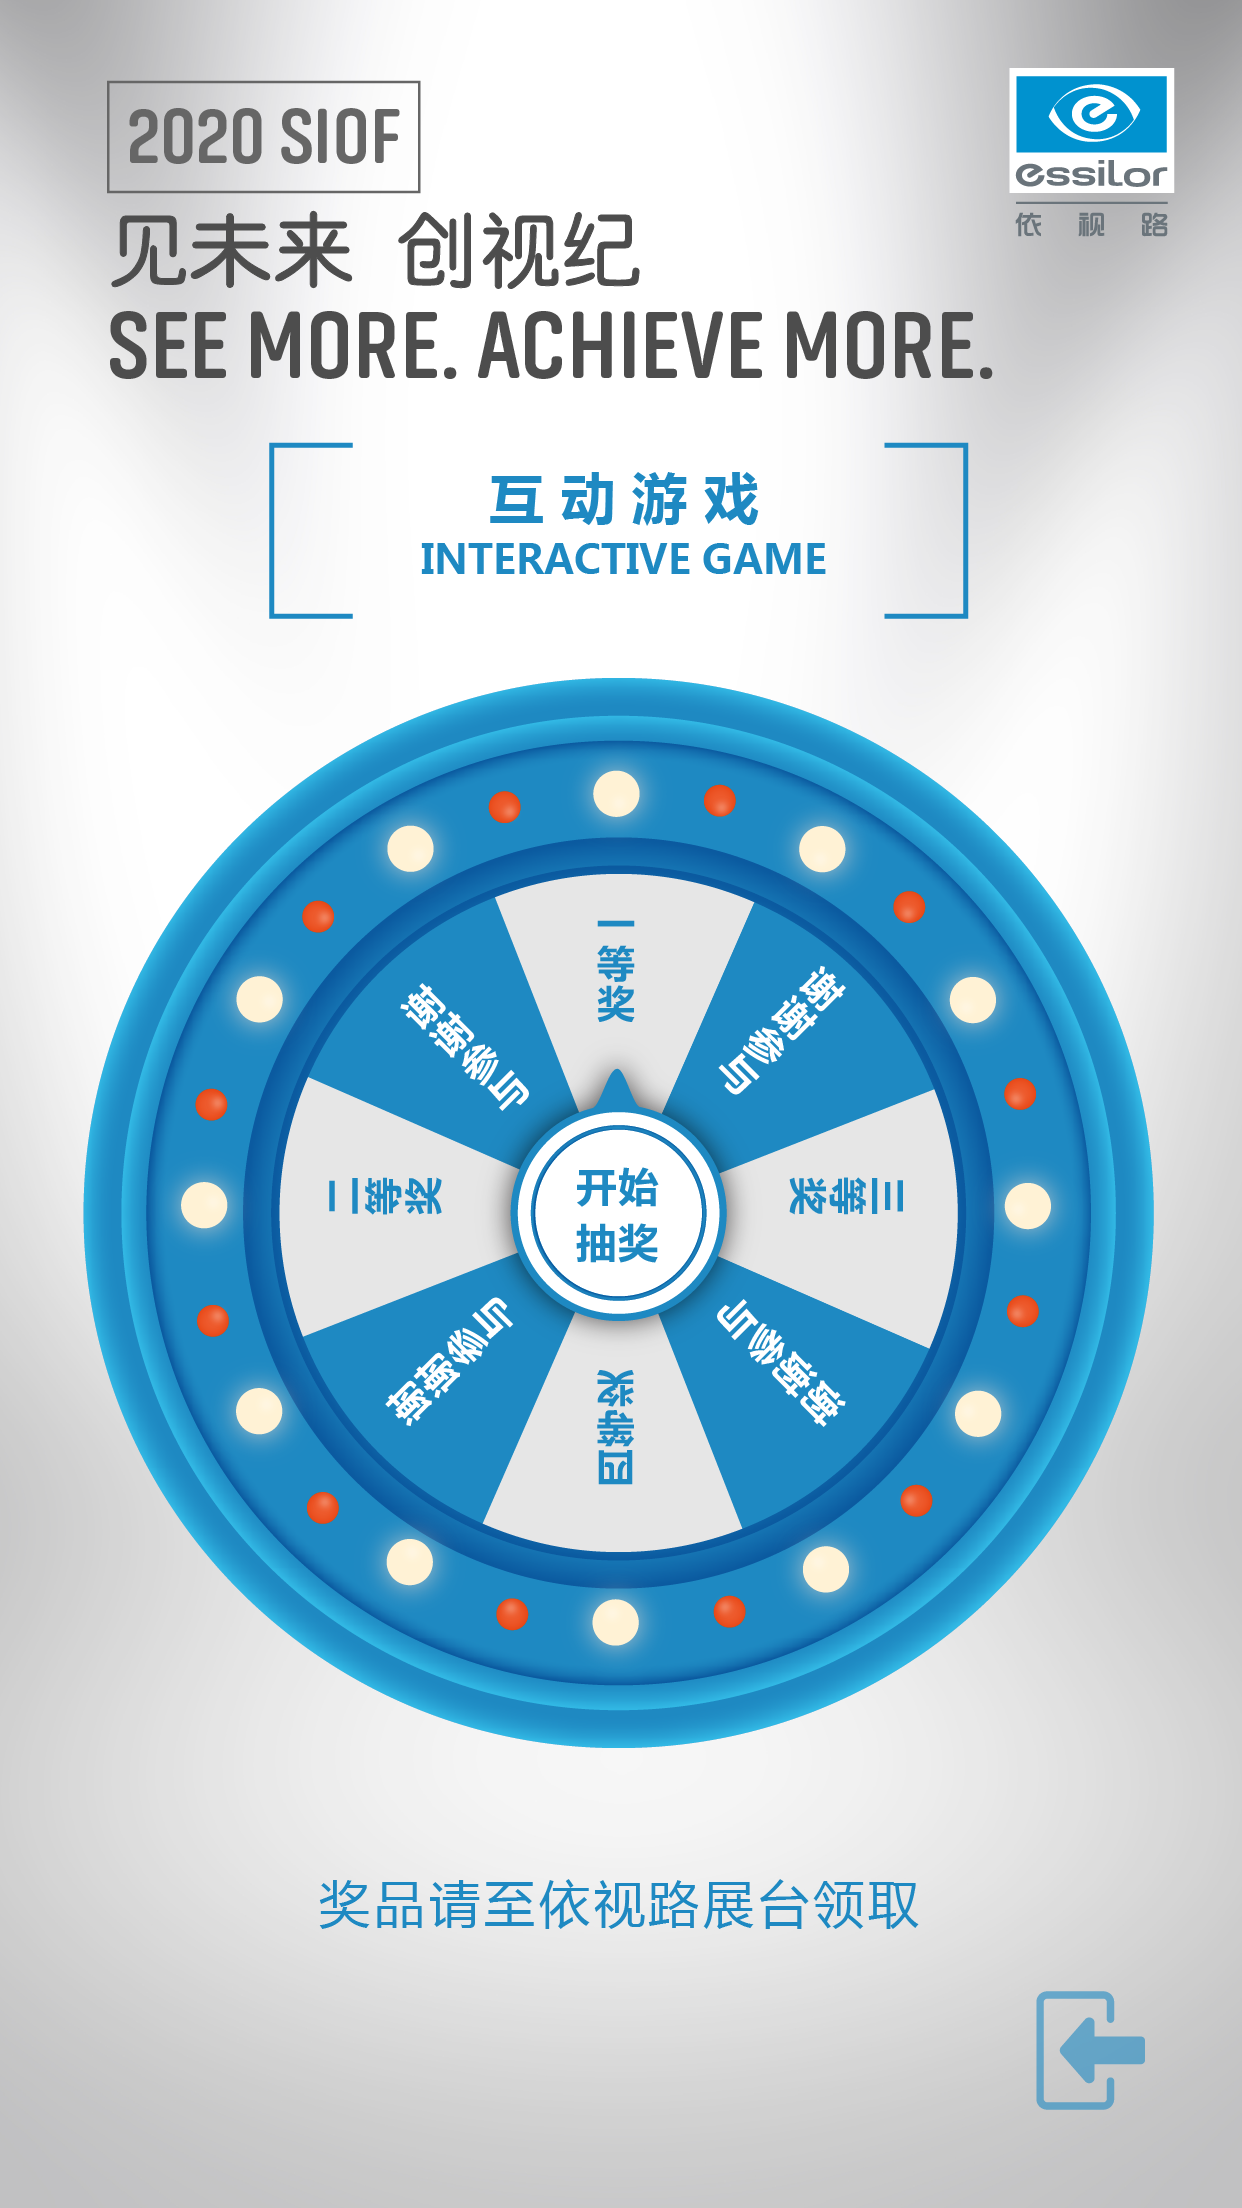 2020 SIOF
essilor
依 视 路
见未来 创视纪
SEE MORE. ACHIEVE MORE.
互动游戏
INTERACTIVE GAME
一等奖
谢谢参与
谢谢参与
二等奖
开始
抽奖
三等奖
谢谢参与
谢谢参与
四等奖
奖品请至依视路展台领取